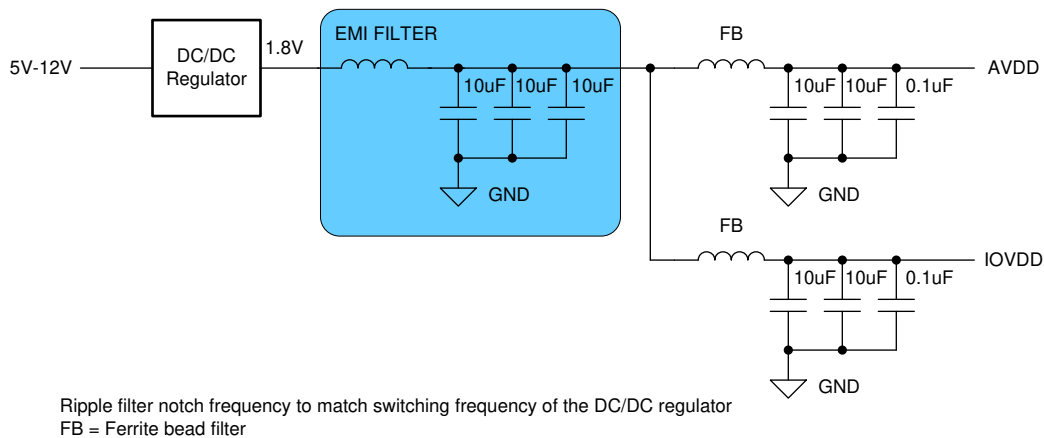 EMI FILTER
FB
5V-12V
DC/DC
Regulator
1.8V
AVDD
10uF 10uF 10uF
10uF 10uF 0.1uF
GND
GND
FB
IOVDD
10uF 10uF 0.1uF
GND
Ripple filter notch frequency to match switching frequency of the DC/DC regulator
FB = Ferrite bead filter